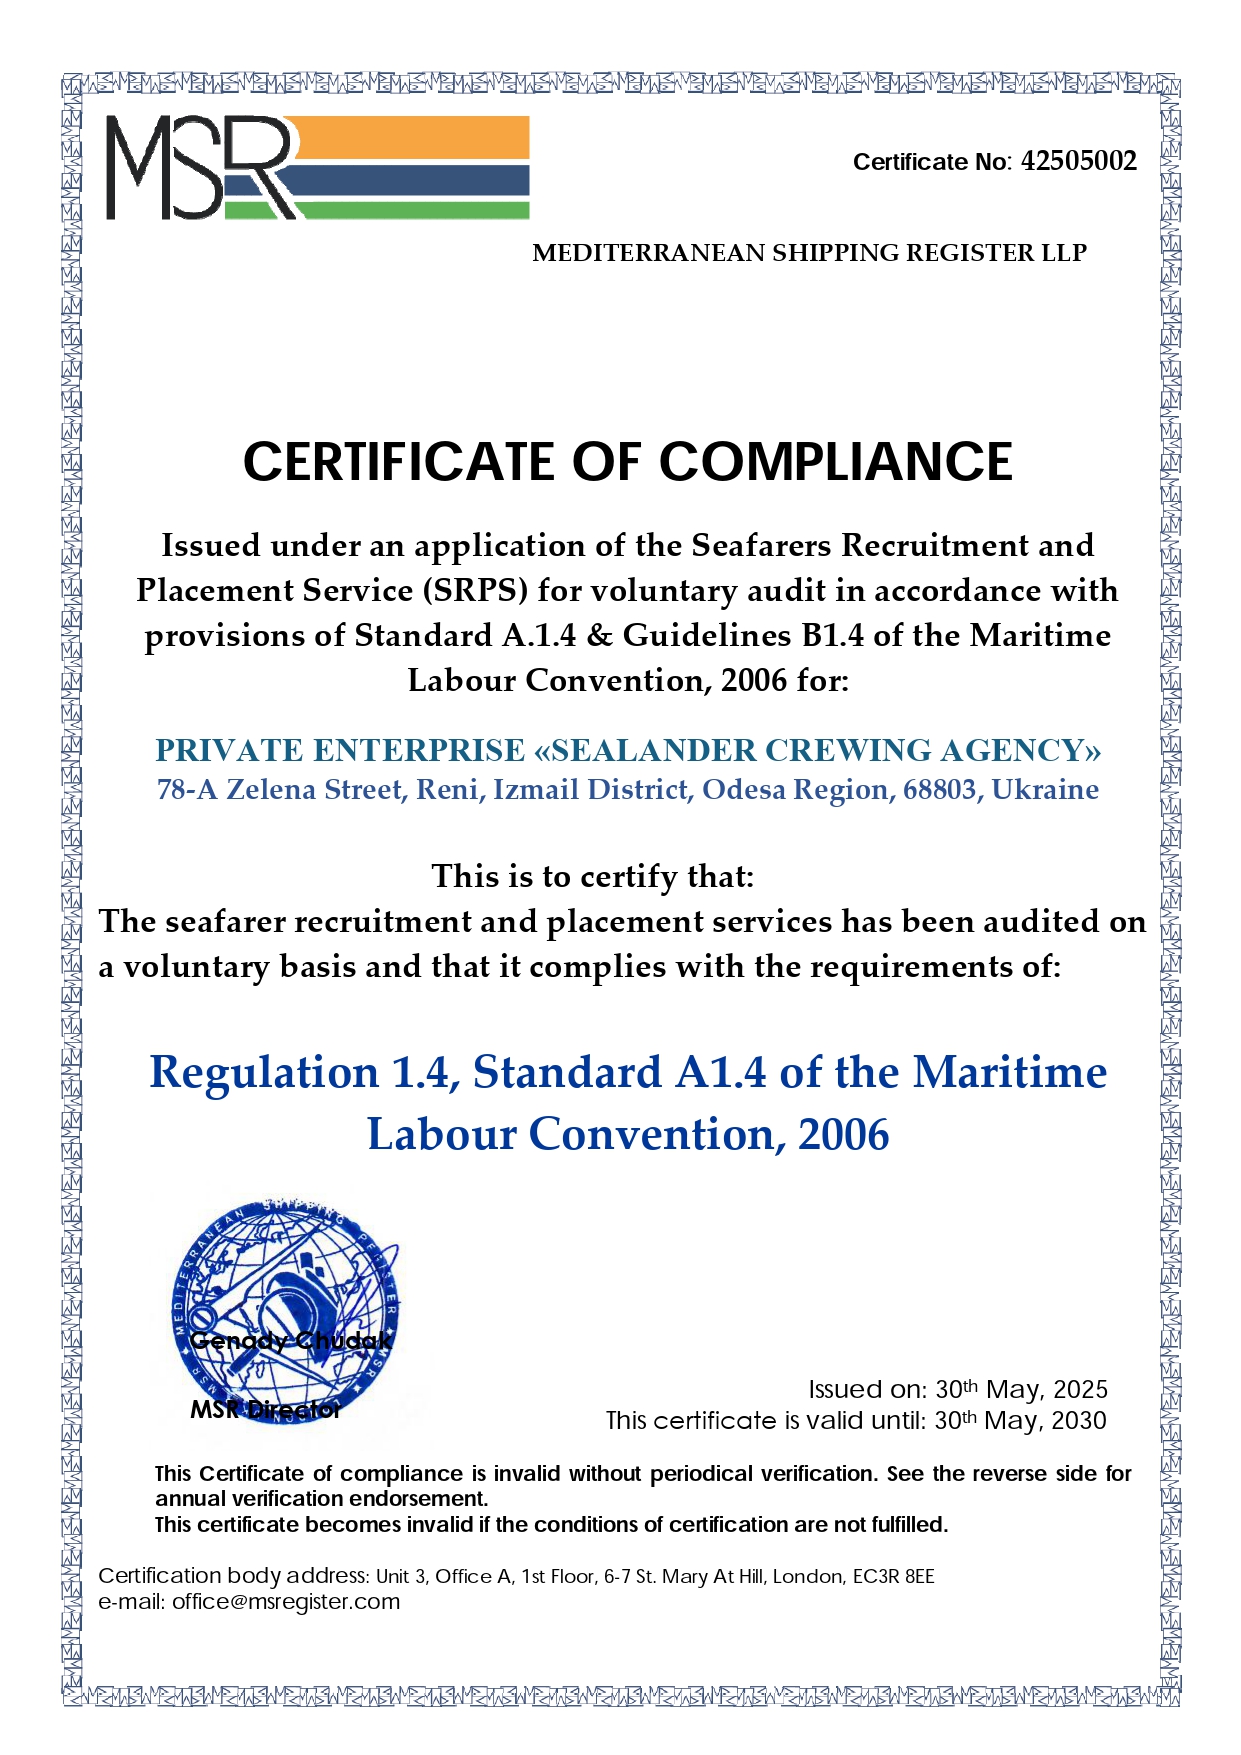 MSR
Certificate No: 42505002
MEDITERRANEAN SHIPPING REGISTER LLP
CERTIFICATE OF COMPLIANCE
Issued under an application of the Seafarers Recruitment and
Placement Service (SRPS) for voluntary audit in accordance with
provisions of Standard A.1.4 & Guidelines B1.4 of the Maritime
Labour Convention, 2006 for:
PRIVATE ENTERPRISE «SEALANDER CREWING AGENCY»
78-A Zelena Street, Reni, Izmail District, Odesa Region, 68803, Ukraine
This is to certify that:
The seafarer recruitment and placement services has been audited on
a voluntary basis and that it complies with the requirements of:
Regulation 1.4, Standard A1.4 of the Maritime
Labour Convention, 2006
MEDITERRANEAN SHIPPING REGISTER
MSR
MSR
Genady Chudak
MSR Director
Issued on: 30th May, 2025
This certificate is valid until: 30th May, 2030
This Certificate of compliance is invalid without periodical verification. See the reverse side for
annual verification endorsement.
This certificate becomes invalid if the conditions of certification are not fulfilled.
Certification body address: Unit 3, Office A, 1st Floor, 6-7 St. Mary At Hill, London, EC3R 8EE
e-mail: office@msregister.com